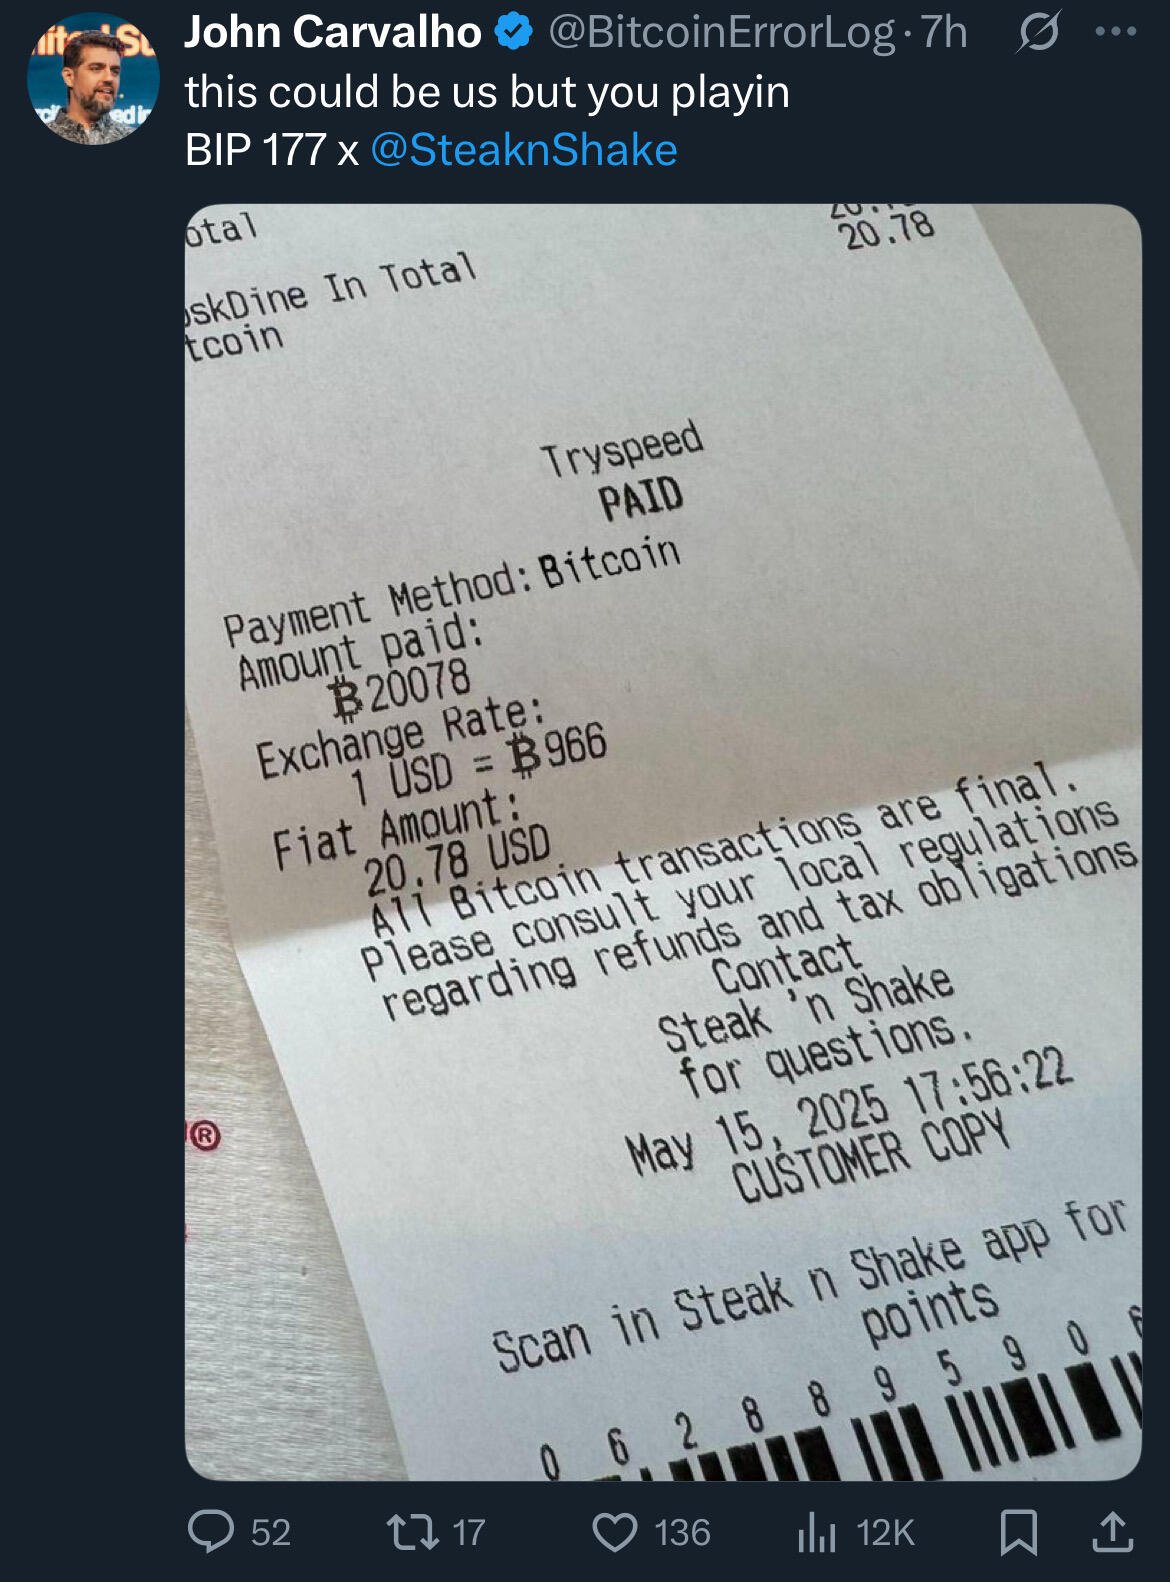 John Carvalho @BitcoinErrorLog · 7h
this could be us but you playin
BIP 177 x @SteaknShake
otal
20.78
skDine In Total
tcoin
Tryspeed
PAID
Payment Method: Bitcoin
Amount paid:
₿20078
Exchange Rate:
1 USD = ₿966
Fiat Amount:
20.78 USD
All Bitcoin transactions are final.
Please consult your local regulations
regarding refunds and tax obligations
Contact
Steak 'n Shake
for questions.
May 15, 2025 17:56:22
CUSTOMER COPY
Scan in Steak n Shake app for
points
0 6 2 8 8 9 5 9 0
®
52 17 136 12K